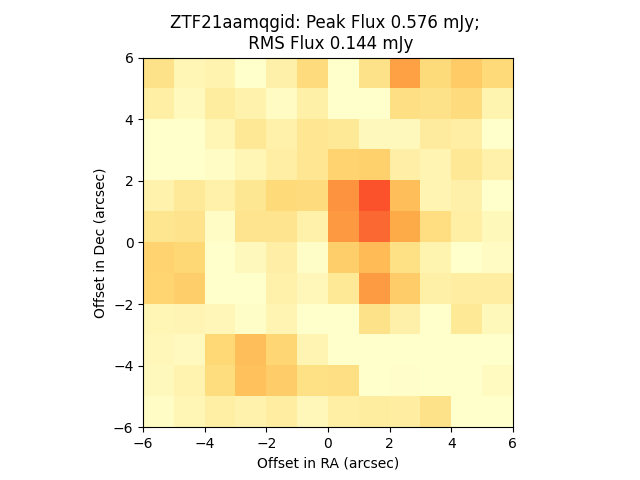 ZTF21aamqgid: Peak Flux 0.576 mJy;
RMS Flux 0.144 mJy
6
4
2
0
−2
−4
−6
Offset in Dec (arcsec)
−6 −4 −2 0 2 4 6
Offset in RA (arcsec)